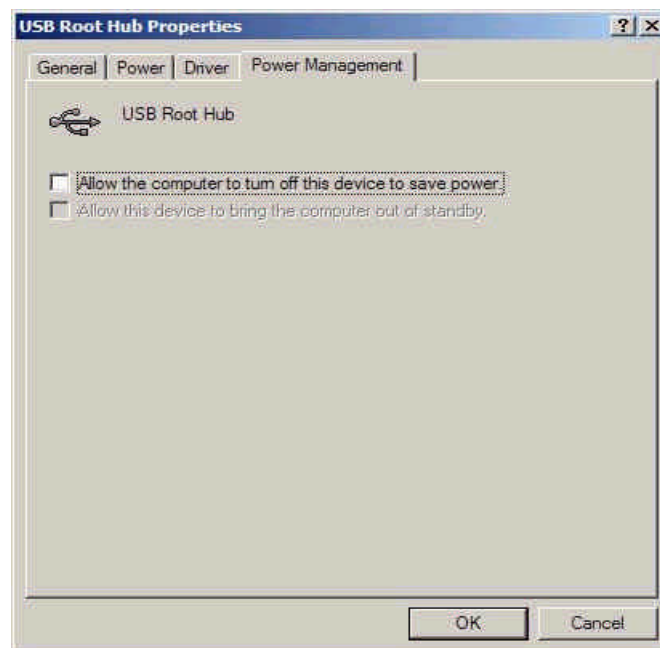 USB Root Hub Properties
General Power Driver Power Management
USB Root Hub
Allow the computer to turn off this device to save power.
Allow this device to bring the computer out of standby.
OK Cancel